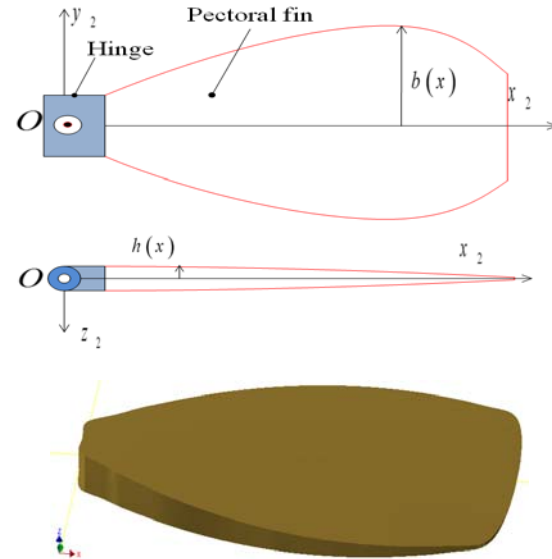 y 2
Pectoral fin
Hinge
b(x)
x 2
O
h(x)
x 2
O
z 2
z
x